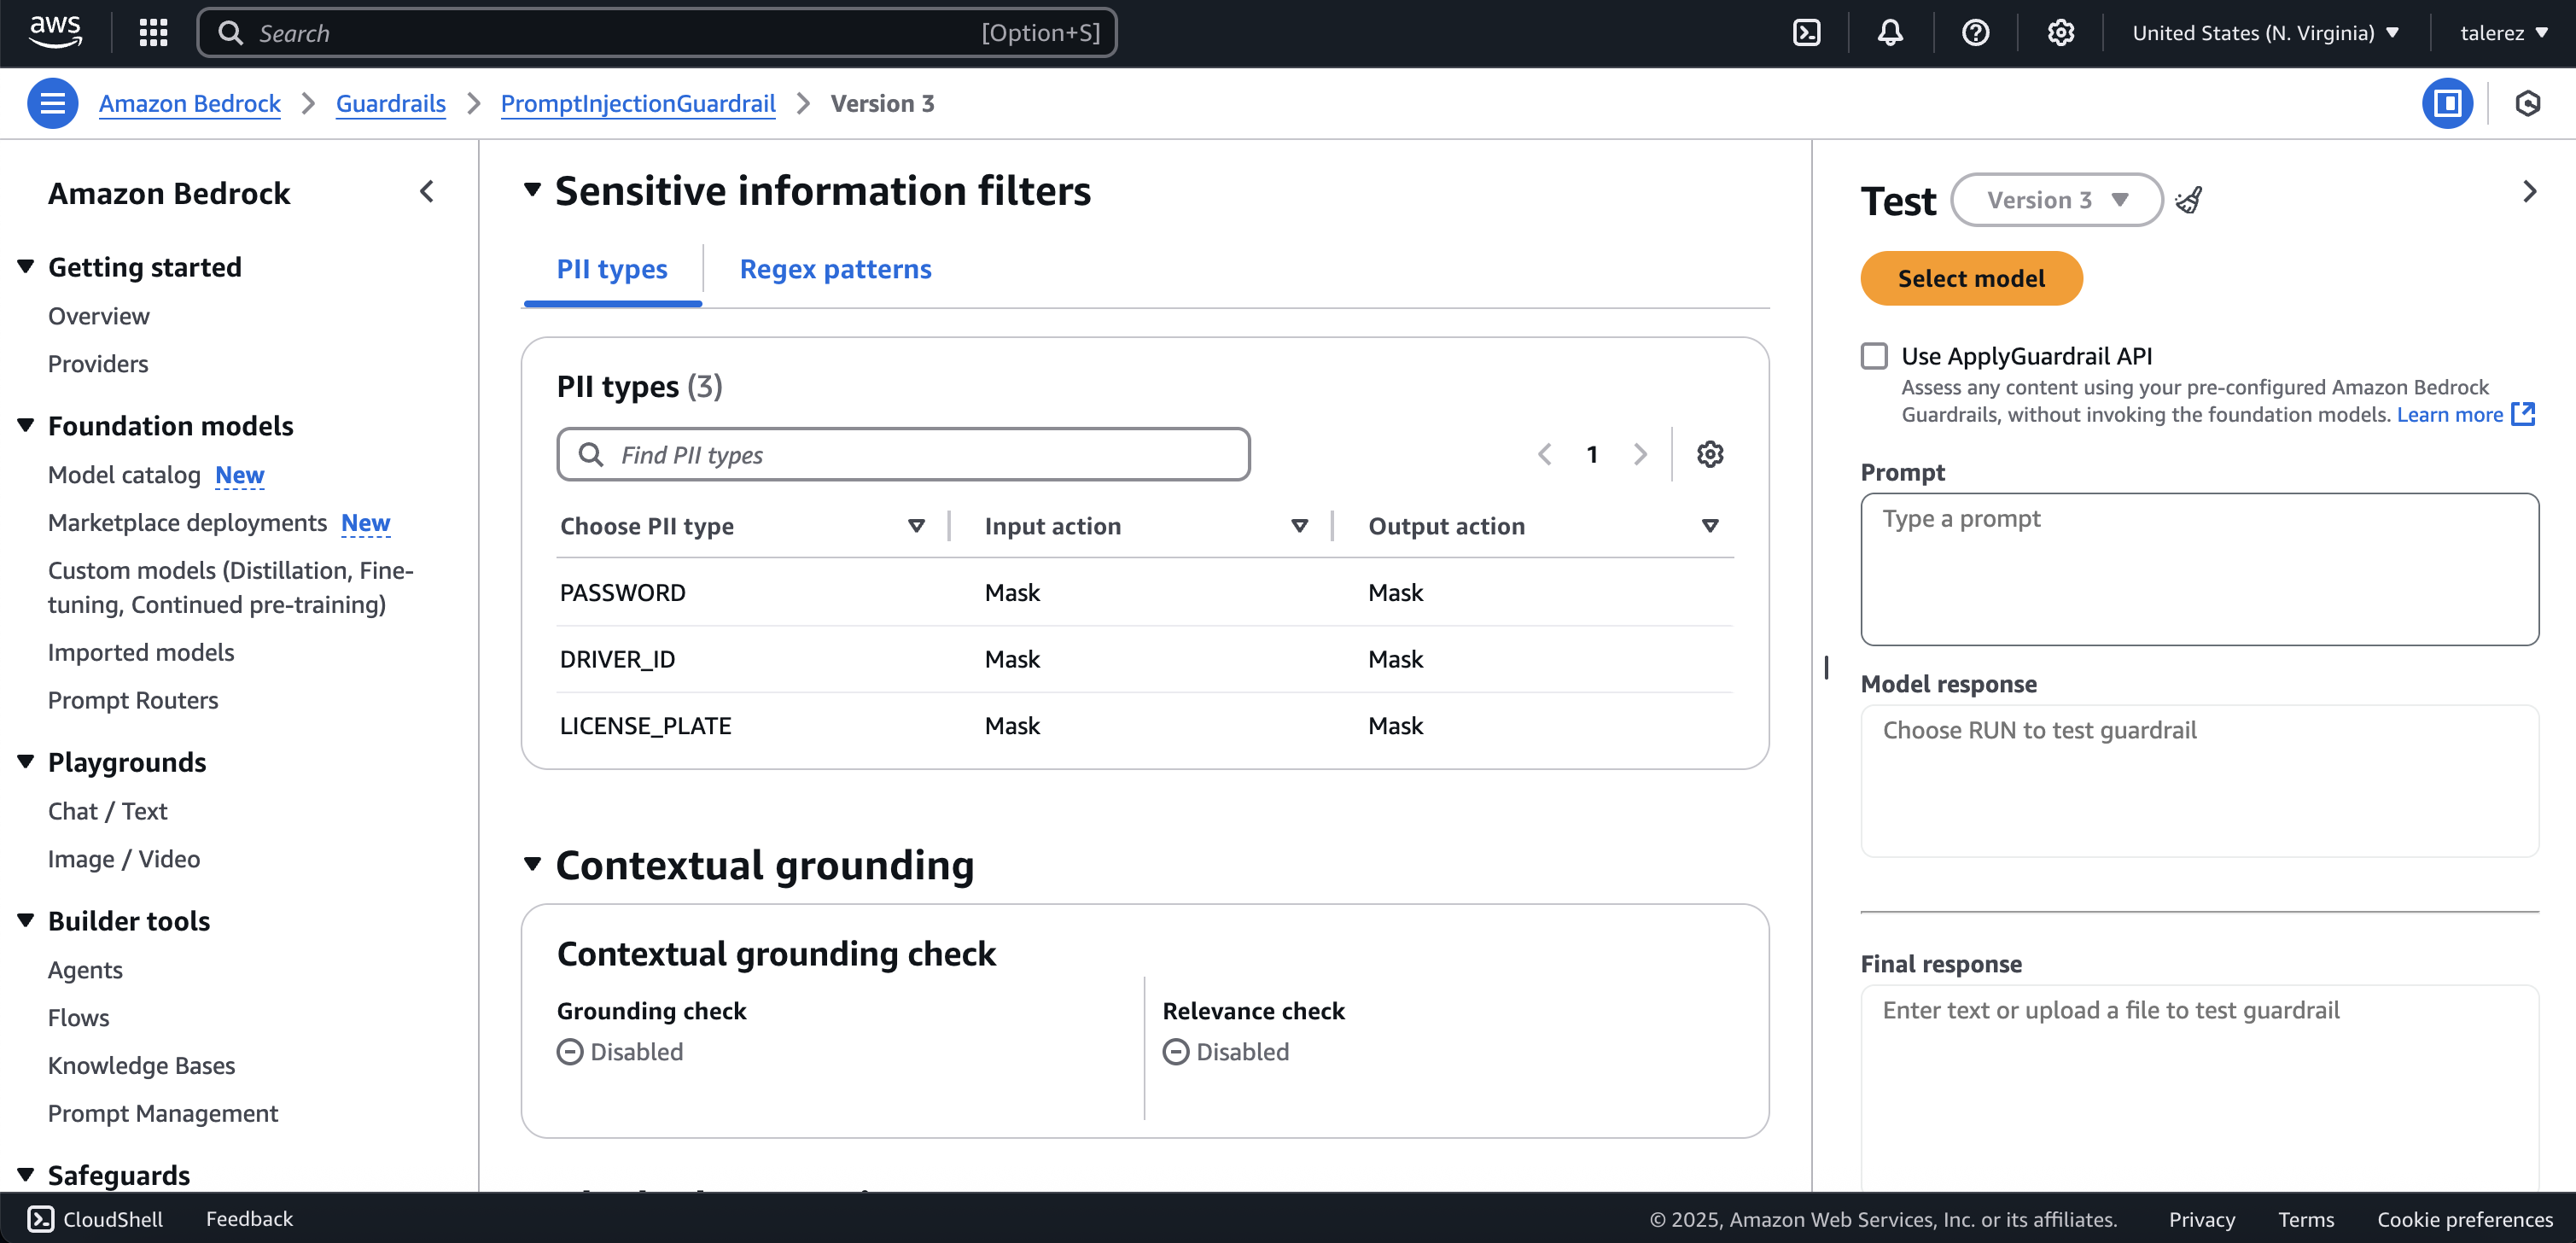 aws
Search
[Option+S]
United States (N. Virginia)
talerez
Amazon Bedrock
Guardrails
PromptInjectionGuardrail
Version 3
Amazon Bedrock
Getting started
Overview
Providers
Foundation models
Model catalog New
Marketplace deployments New
Custom models (Distillation, Fine-
tuning, Continued pre-training)
Imported models
Prompt Routers
Playgrounds
Chat / Text
Image / Video
Builder tools
Agents
Flows
Knowledge Bases
Prompt Management
Safeguards
Sensitive information filters
PII types
Regex patterns
PII types (3)
Find PII types
1
Choose PII type Input action Output action
PASSWORD Mask Mask
DRIVER_ID Mask Mask
LICENSE_PLATE Mask Mask
Contextual grounding
Contextual grounding check
Grounding check
Disabled
Relevance check
Disabled
Test
Version 3
Select model
Use ApplyGuardrail API
Assess any content using your pre-configured Amazon Bedrock
Guardrails, without invoking the foundation models. Learn more
Prompt
Type a prompt
Model response
Choose RUN to test guardrail
Final response
Enter text or upload a file to test guardrail
CloudShell
Feedback
© 2025, Amazon Web Services, Inc. or its affiliates.
Privacy
Terms
Cookie preferences